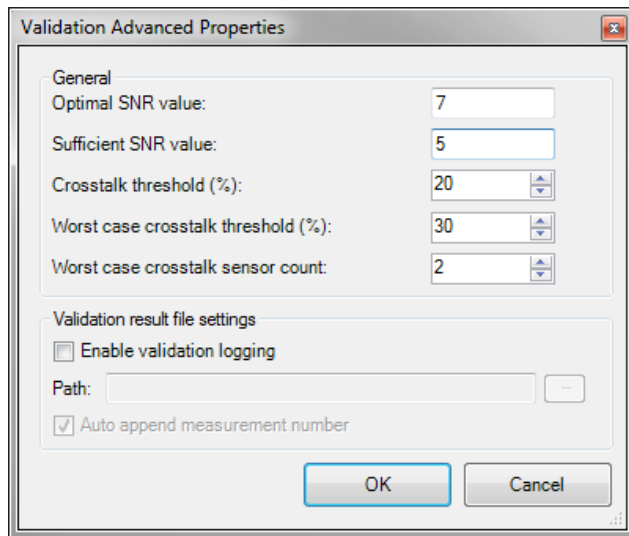 Validation Advanced Properties
General
Optimal SNR value: 7
Sufficient SNR value: 5
Crosstalk threshold (%): 20
Worst case crosstalk threshold (%): 30
Worst case crosstalk sensor count: 2
Validation result file settings
Enable validation logging
Path: ...
Auto append measurement number
OK Cancel